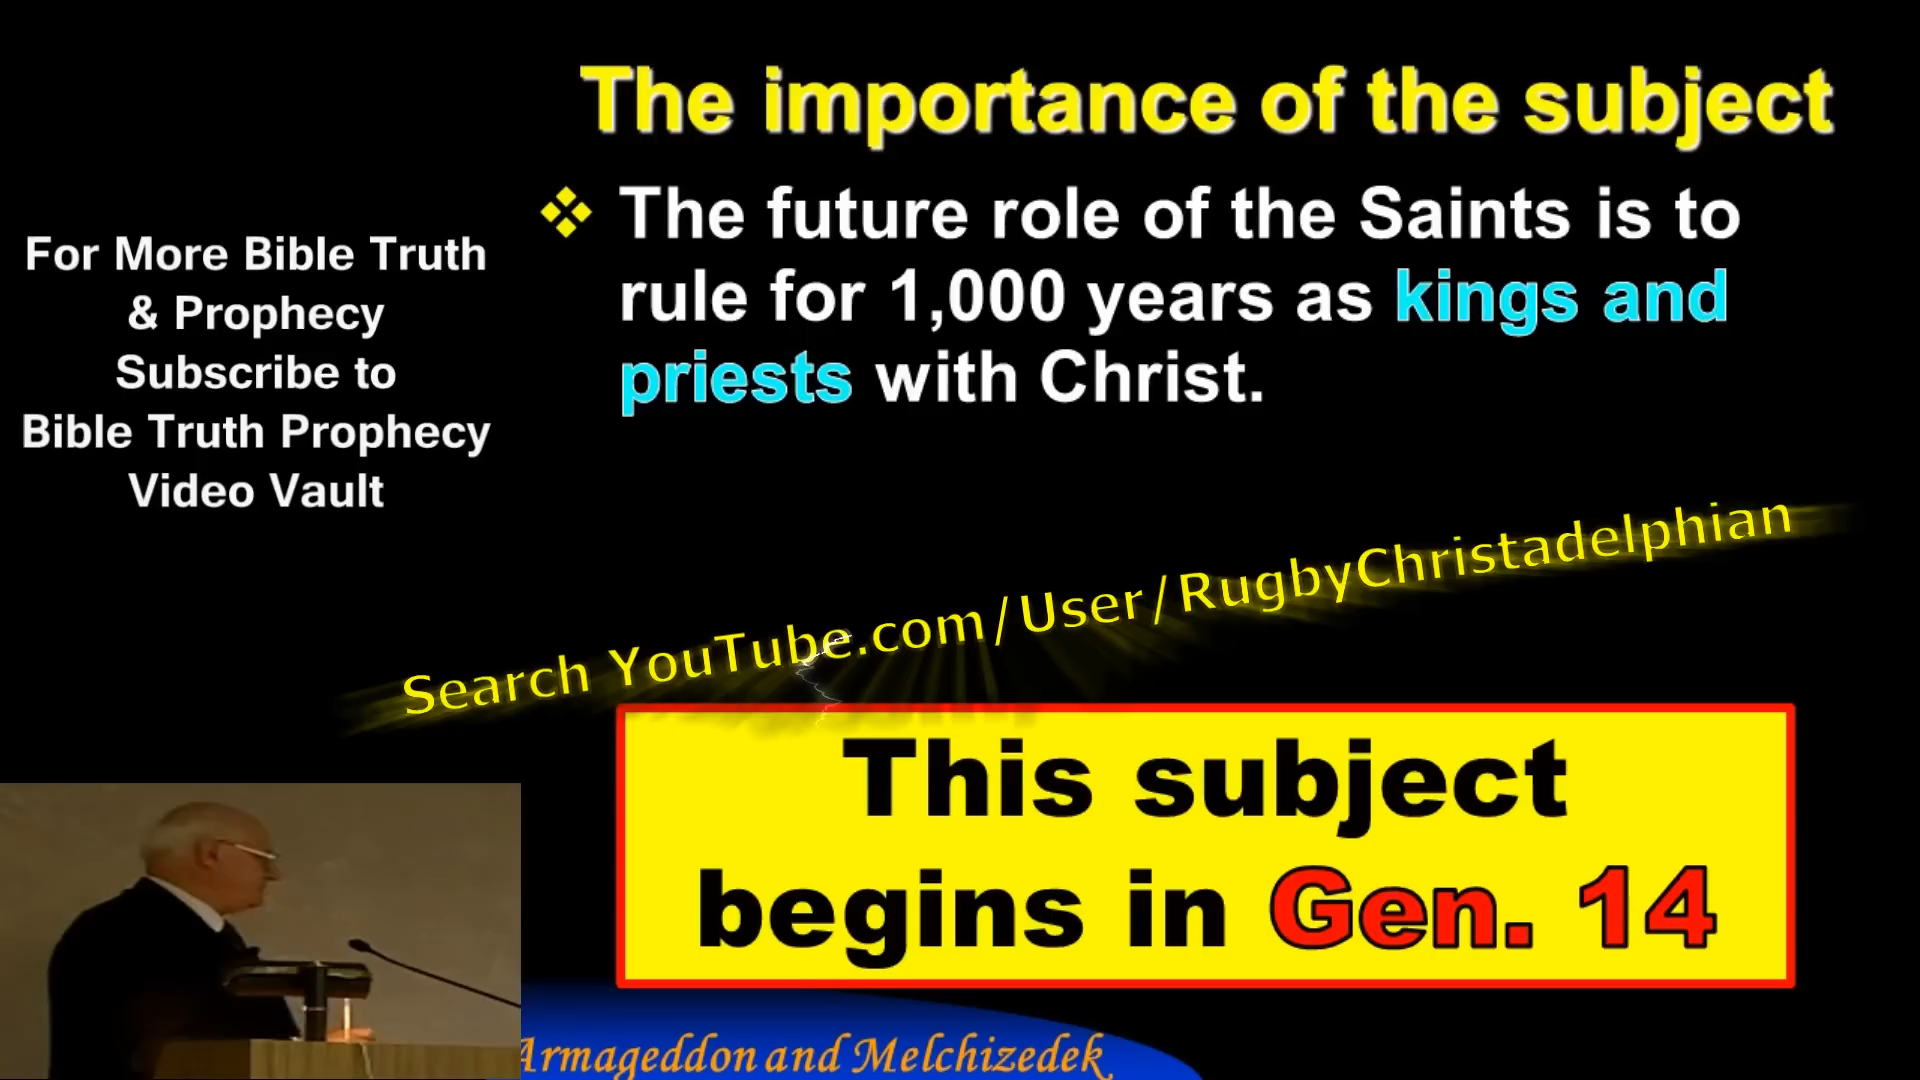 The importance of the subject
❖ The future role of the Saints is to
rule for 1,000 years as kings and
priests with Christ.
For More Bible Truth
& Prophecy
Subscribe to
Bible Truth Prophecy
Video Vault
Search YouTube.com/User/RugbyChristadelphian
This subject
begins in Gen. 14
Armageddon and Melchizedek